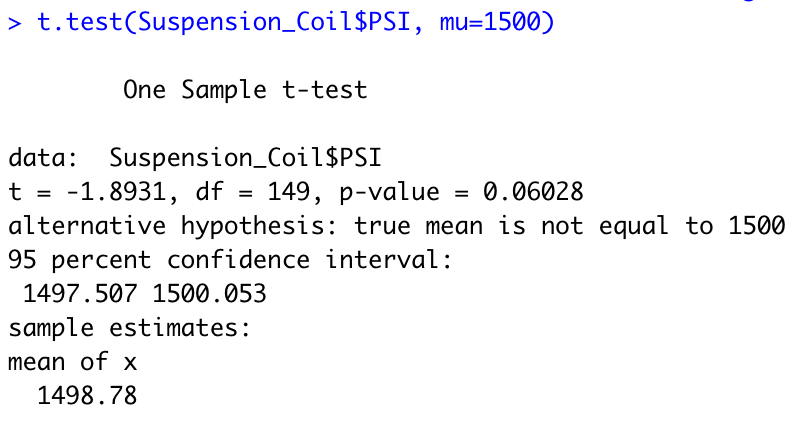 > t.test(Suspension_Coil$PSI, mu=1500)
One Sample t-test
data:  Suspension_Coil$PSI
t = -1.8931, df = 149, p-value = 0.06028
alternative hypothesis: true mean is not equal to 1500
95 percent confidence interval:
1497.507 1500.053
sample estimates:
mean of x
1498.78